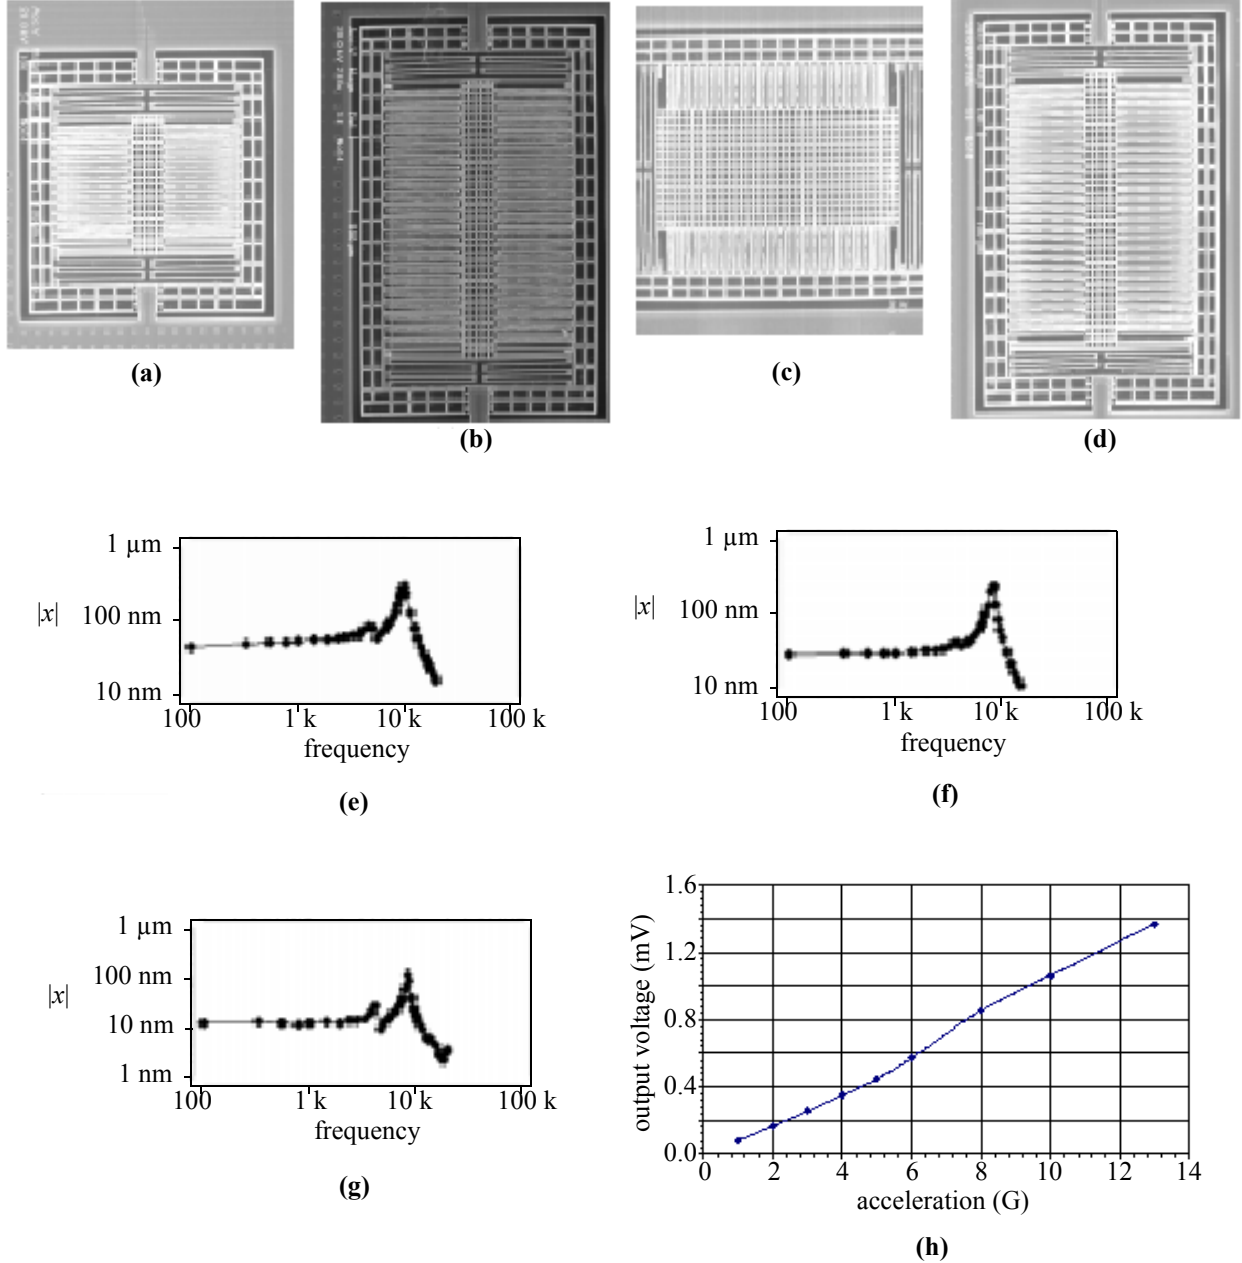 (a)
(b)
(c)
(d)
1 µm
100 nm
10 nm
|x|
100 1 k 10 k 100 k
frequency
(e)
1 µm
100 nm
10 nm
|x|
100 1 k 10 k 100 k
frequency
(f)
1 µm
100 nm
10 nm
1 nm
|x|
100 1 k 10 k 100 k
frequency
(g)
1.6
1.2
0.8
0.4
0.0
output voltage (mV)
0 2 4 6 8 10 12 14
acceleration (G)
(h)